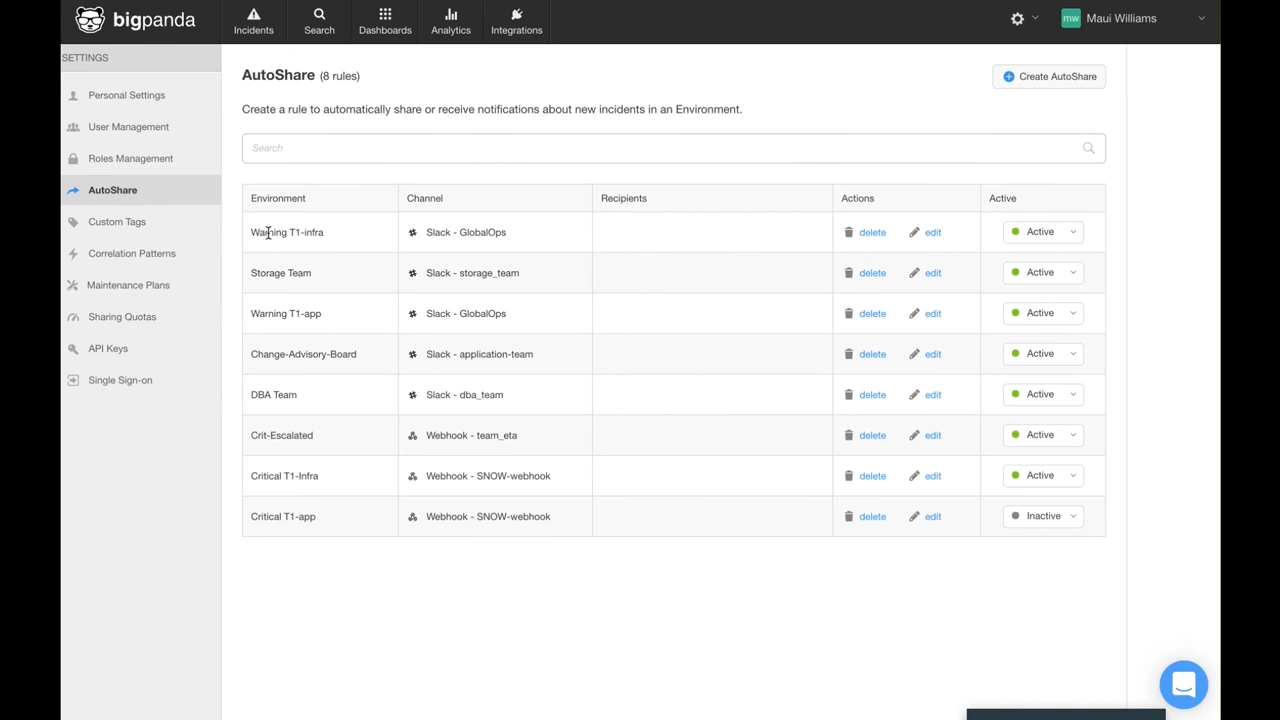 bigpanda
Incidents
Search
Dashboards
Analytics
Integrations
mw
Maui Williams
SETTINGS
Personal Settings
User Management
Roles Management
AutoShare
Custom Tags
Correlation Patterns
Maintenance Plans
Sharing Quotas
API Keys
Single Sign-on
AutoShare (8 rules)
Create AutoShare
Create a rule to automatically share or receive notifications about new incidents in an Environment.
Search
Environment Channel Recipients Actions Active
Warning T1-infra Slack - GlobalOps delete edit Active
Storage Team Slack - storage_team delete edit Active
Warning T1-app Slack - GlobalOps delete edit Active
Change-Advisory-Board Slack - application-team delete edit Active
DBA Team Slack - dba_team delete edit Active
Crit-Escalated Webhook - team_eta delete edit Active
Critical T1-Infra Webhook - SNOW-webhook delete edit Active
Critical T1-app Webhook - SNOW-webhook delete edit Inactive